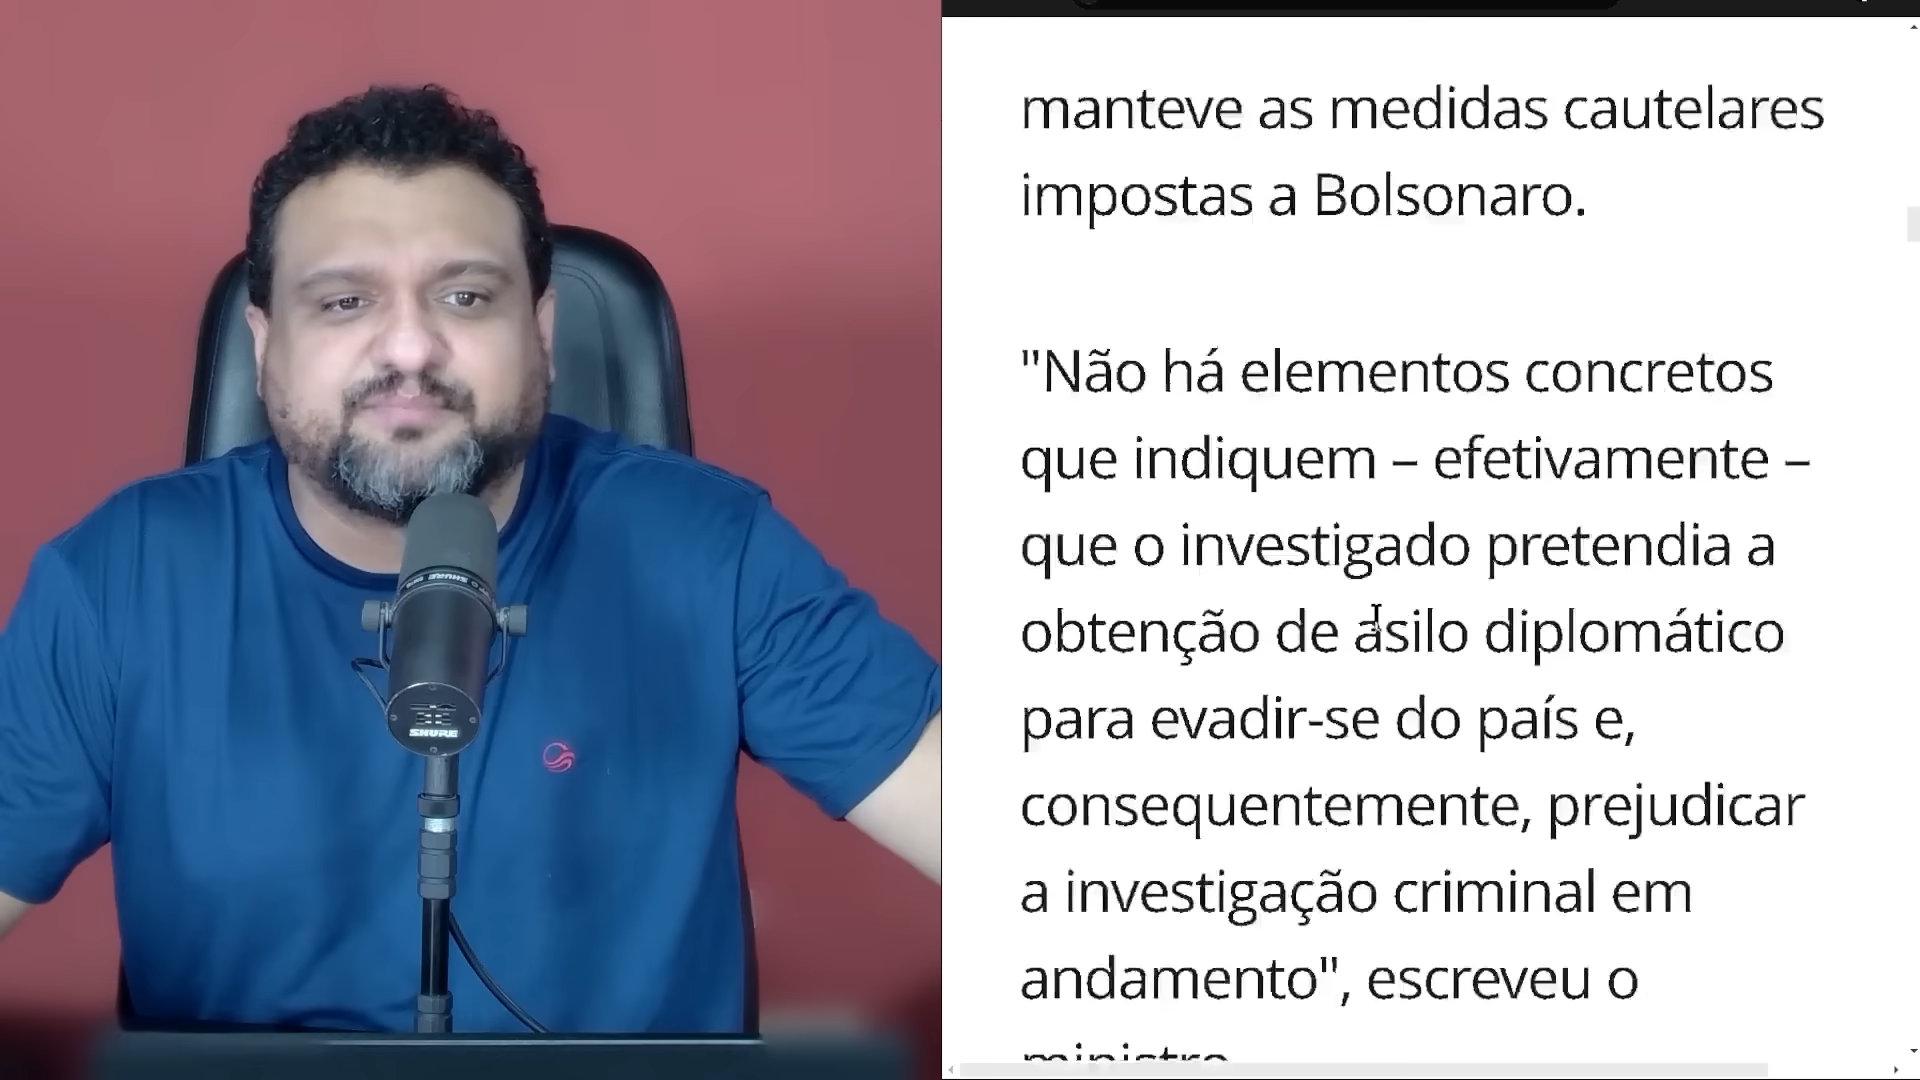 manteve as medidas cautelares
impostas a Bolsonaro.
"Não há elementos concretos
que indiquem – efetivamente –
que o investigado pretendia a
obtenção de asilo diplomático
para evadir-se do país e,
consequentemente, prejudicar
a investigação criminal em
andamento", escreveu o
ministro
SHURE